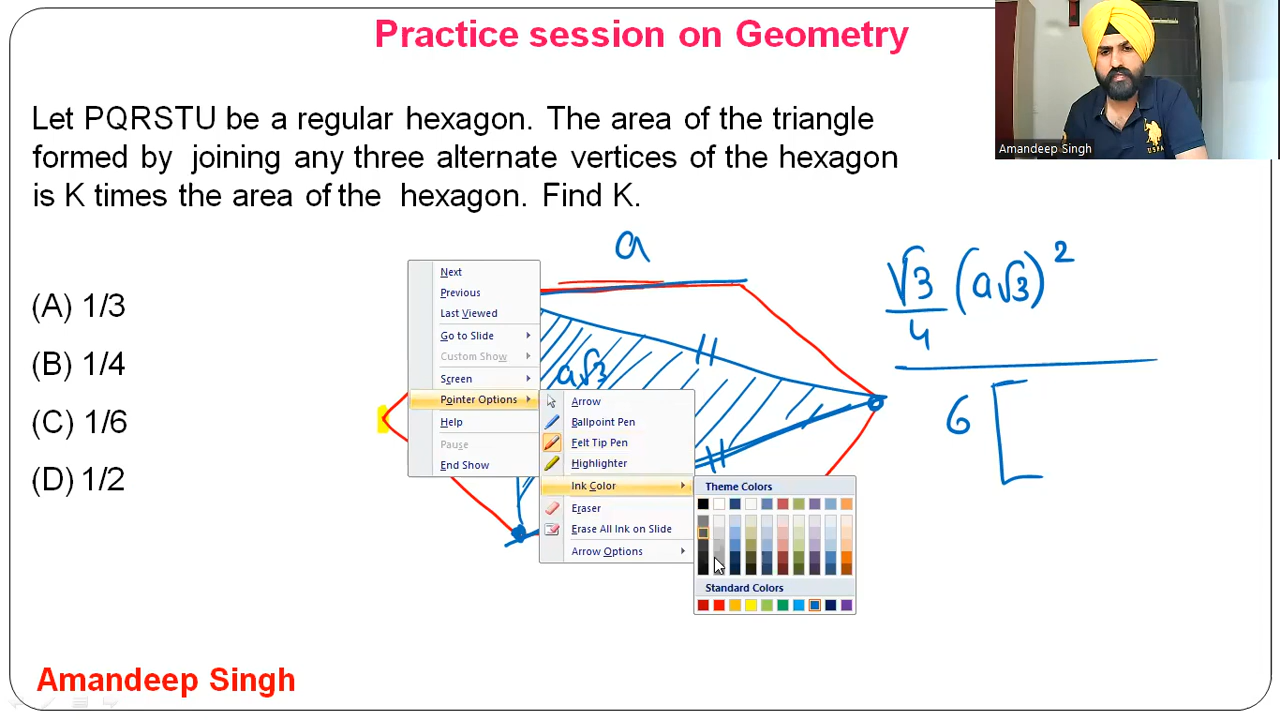 Practice session on Geometry
Amandeep Singh
Let PQRSTU be a regular hexagon. The area of the triangle
formed by joining any three alternate vertices of the hexagon
is K times the area of the hexagon. Find K.
(A) 1/3
(B) 1/4
(C) 1/6
(D) 1/2
a
a√3
√3/4 (a√3)²
6 [
Next
Previous
Last Viewed
Go to Slide
Custom Show
Screen
Pointer Options
Help
Pause
End Show
Arrow
Ballpoint Pen
Felt Tip Pen
Highlighter
Ink Color
Eraser
Erase All Ink on Slide
Arrow Options
Theme Colors
Standard Colors
Amandeep Singh